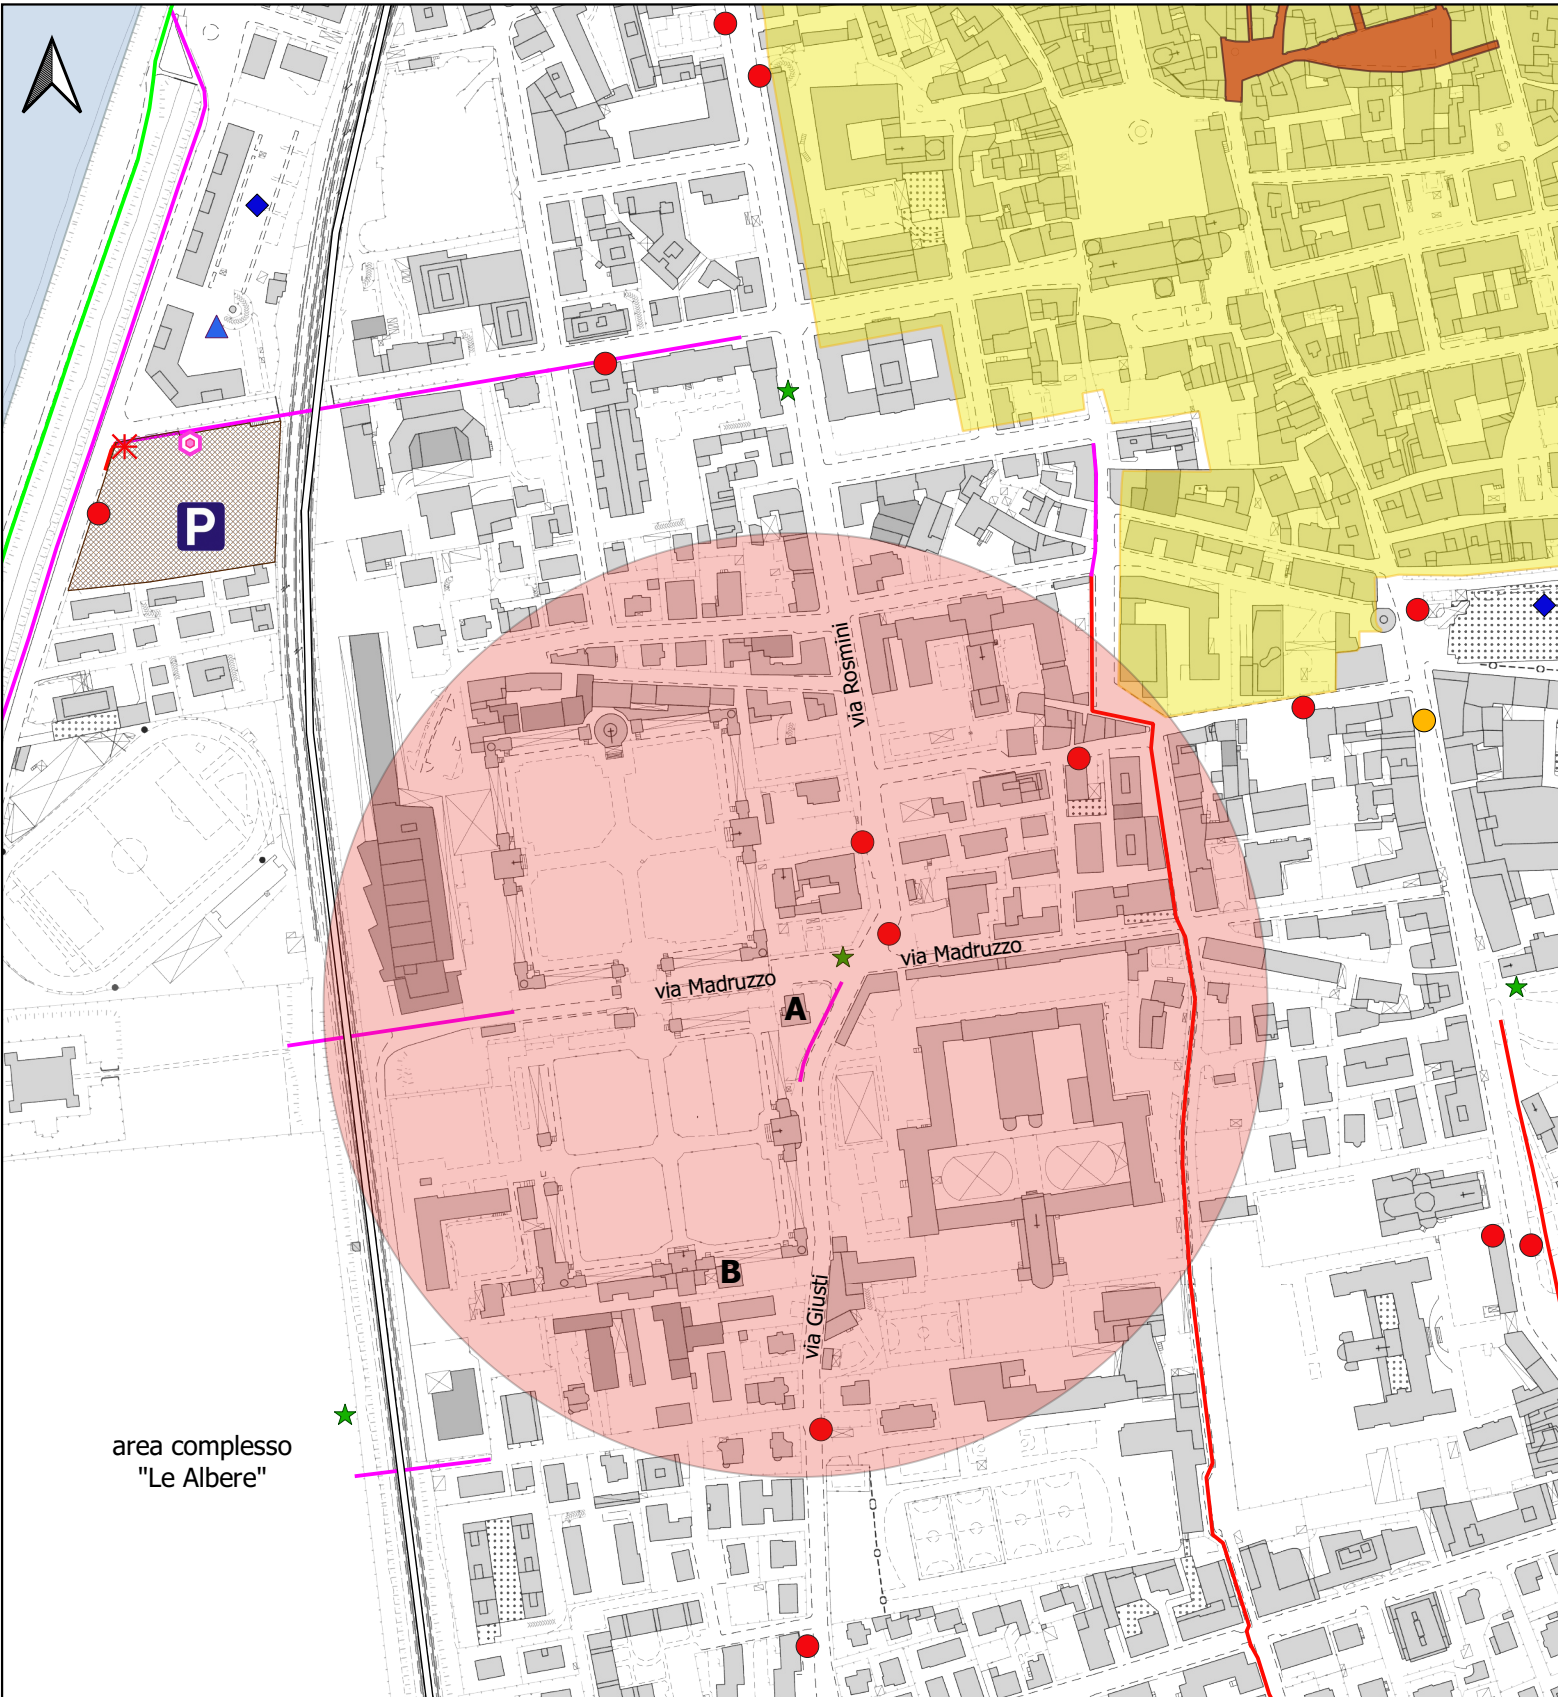 P
via Rosmini
via Madruzzo
via Madruzzo
A
B
via Giusti
area complesso
"Le Albere"